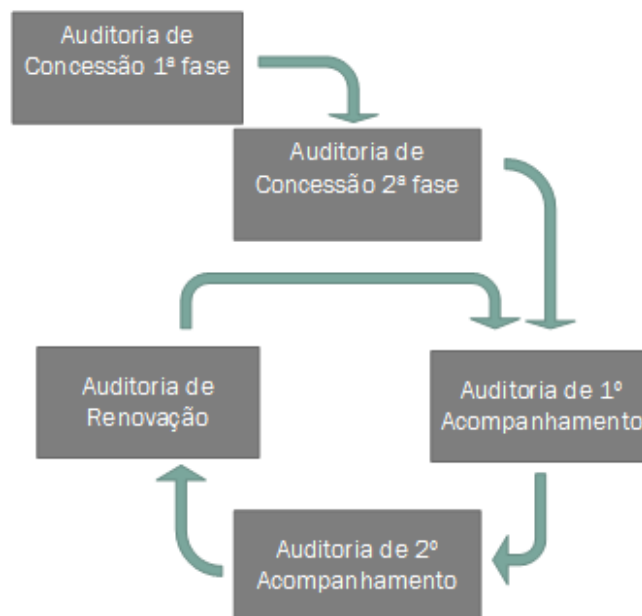 Auditoria de
Concessão 1ª fase
Auditoria de
Concessão 2ª fase
Auditoria de
Renovação
Auditoria de 1º
Acompanhamento
Auditoria de 2º
Acompanhamento